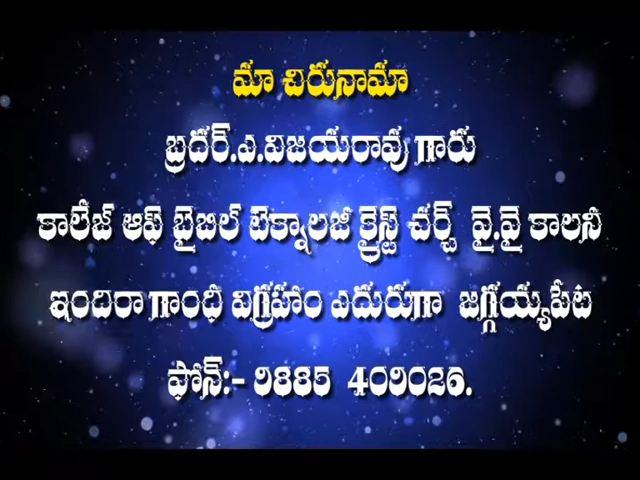 మా చిరునామా
బ్రదర్.ఎ.విజయరావు గారు
కాలేజ్ ఆఫ్ బైబిల్ టెక్నాలజీ క్రైస్ట్ చర్చ్ వై.వై కాలనీ
ఇందిరా గాంధీ విగ్రహం ఎదురుగా జగ్గయ్యపేట
ఫోన్:- 9885 409026.